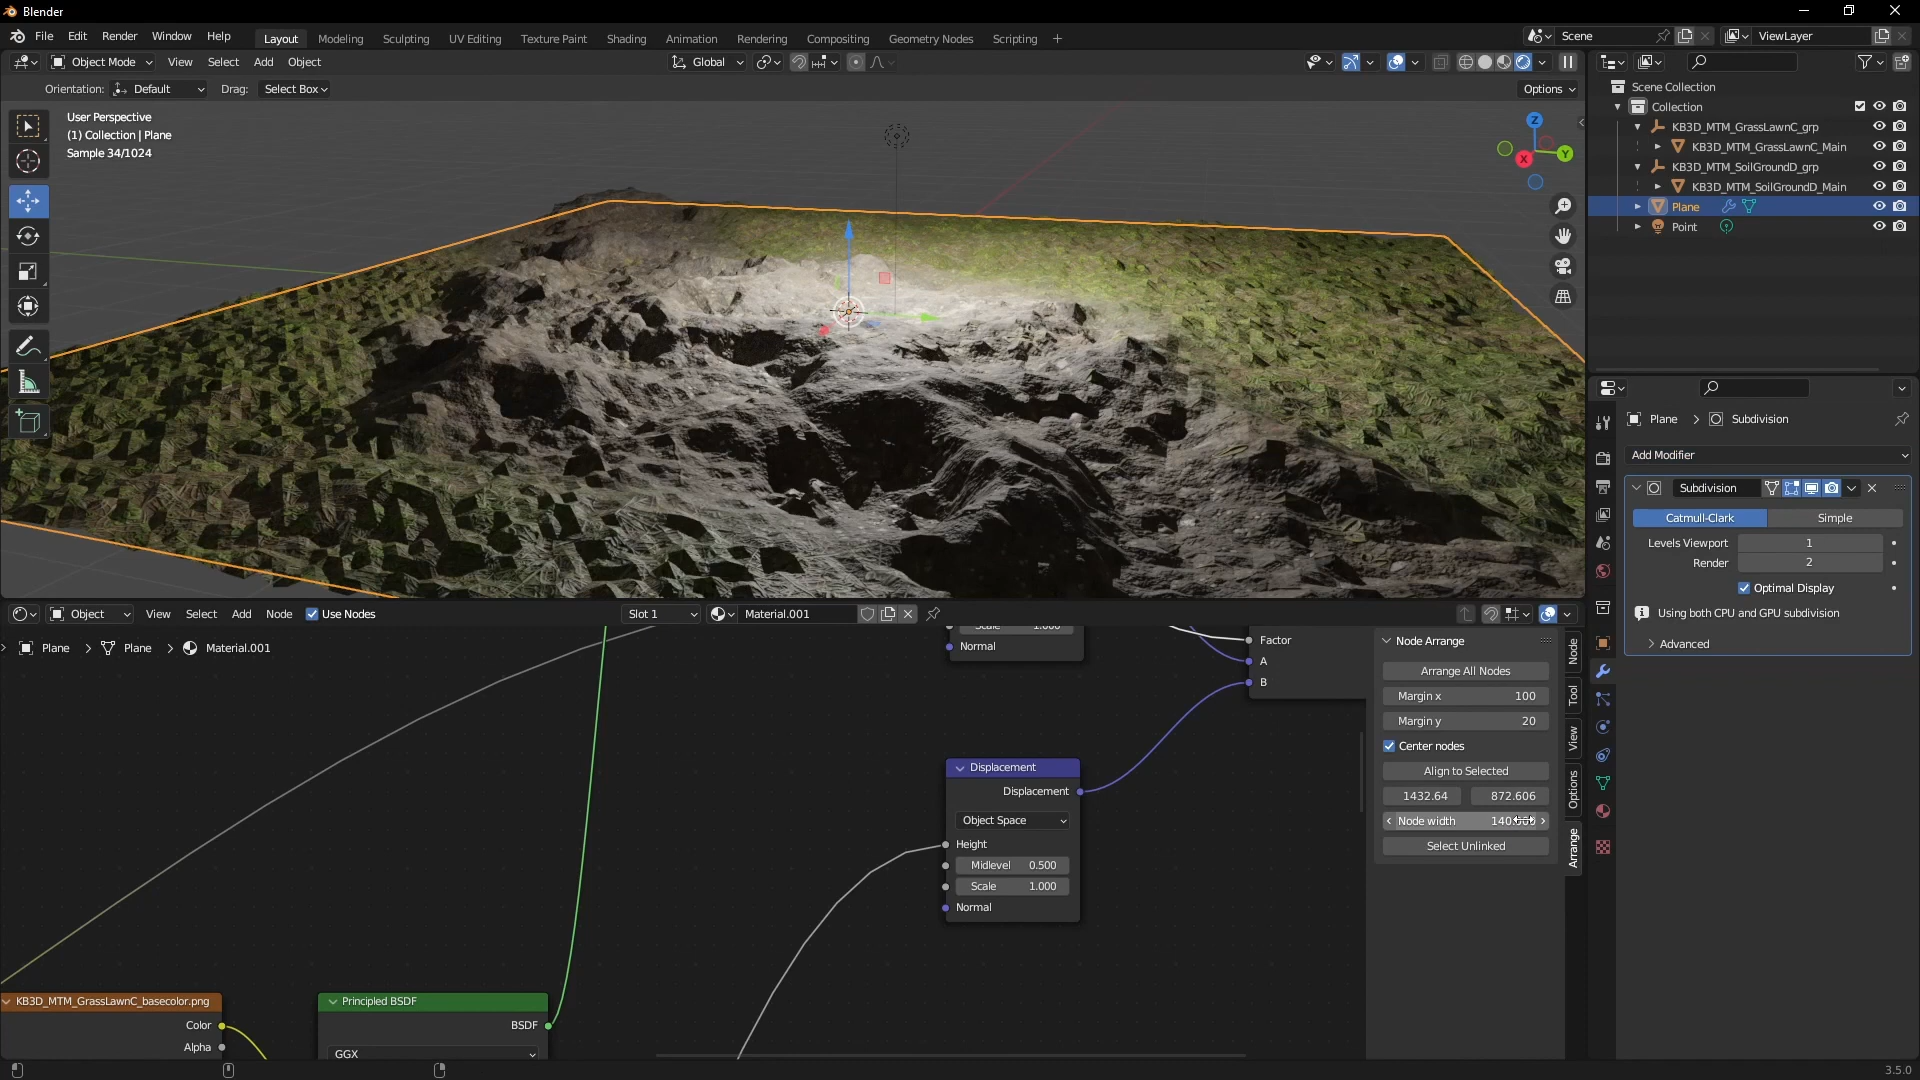 Blender
File Edit Render Window Help
Layout Modeling Sculpting UV Editing Texture Paint Shading Animation Rendering Compositing Geometry Nodes Scripting +
Scene
ViewLayer
Object Mode View Select Add Object
Global
Orientation: Default Drag: Select Box
Options
User Perspective
(1) Collection | Plane
Sample 34/1024
Z
X
Y
Scene Collection
Collection
KB3D_MTM_GrassLawnC_grp
KB3D_MTM_GrassLawnC_Main
KB3D_MTM_SoilGroundD_grp
KB3D_MTM_SoilGroundD_Main
Plane
Point
Plane > Subdivision
Add Modifier
Subdivision
Catmull-Clark Simple
Levels Viewport 1
Render 2
Optimal Display
Using both CPU and GPU subdivision
Advanced
Object View Select Add Node Use Nodes
Slot 1
Material.001
Plane > Plane > Material.001
Scale 1.000
Normal
Factor
A
B
Displacement
Displacement
Object Space
Height
Midlevel 0.500
Scale 1.000
Normal
KB3D_MTM_GrassLawnC_basecolor.png
Color
Alpha
Principled BSDF
BSDF
GGX
Node Arrange
Arrange All Nodes
Margin x 100
Margin y 20
Center nodes
Align to Selected
1432.64 872.606
Node width
Select Unlinked
Node
Tool
View
Options
Arrange
3.5.0